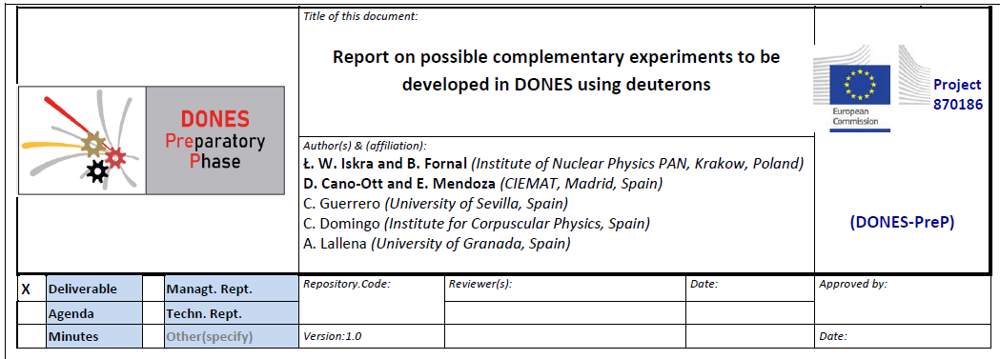 Title of this document:
Report on possible complementary experiments to be
developed in DONES using deuterons
DONES
Preparatory
Phase
European
Commission
Project
870186
Author(s) & (affiliation):
Ł. W. Iskra and B. Fornal (Institute of Nuclear Physics PAN, Krakow, Poland)
D. Cano-Ott and E. Mendoza (CIEMAT, Madrid, Spain)
C. Guerrero (University of Sevilla, Spain)
C. Domingo (Institute for Corpuscular Physics, Spain)
A. Lallena (University of Granada, Spain)
(DONES-PreP)
X Deliverable Managt. Rept. Repository.Code: Reviewer(s): Date: Approved by:
Agenda Techn. Rept.
Minutes Other(specify) Version:1.0 Date: